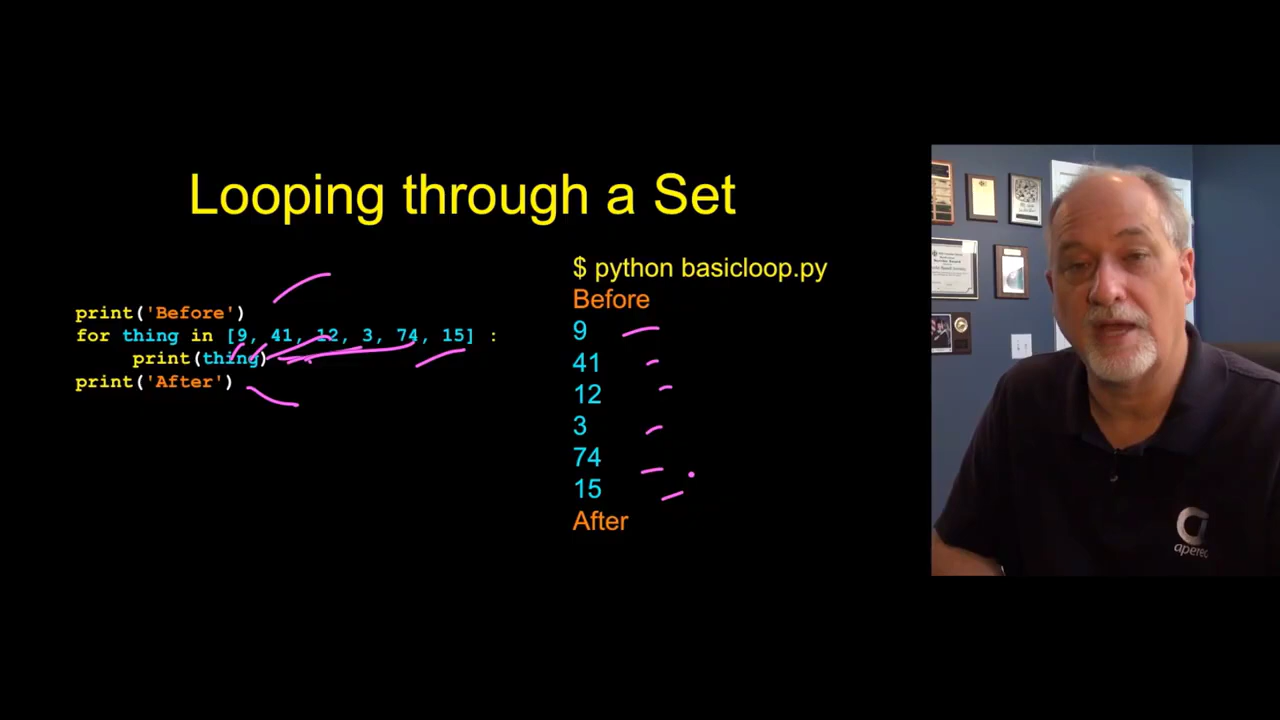 Looping through a Set
print('Before')
for thing in [9, 41, 12, 3, 74, 15] :
print(thing)
print('After')
$ python basicloop.py
Before
9
41
12
3
74
15
After
apereo